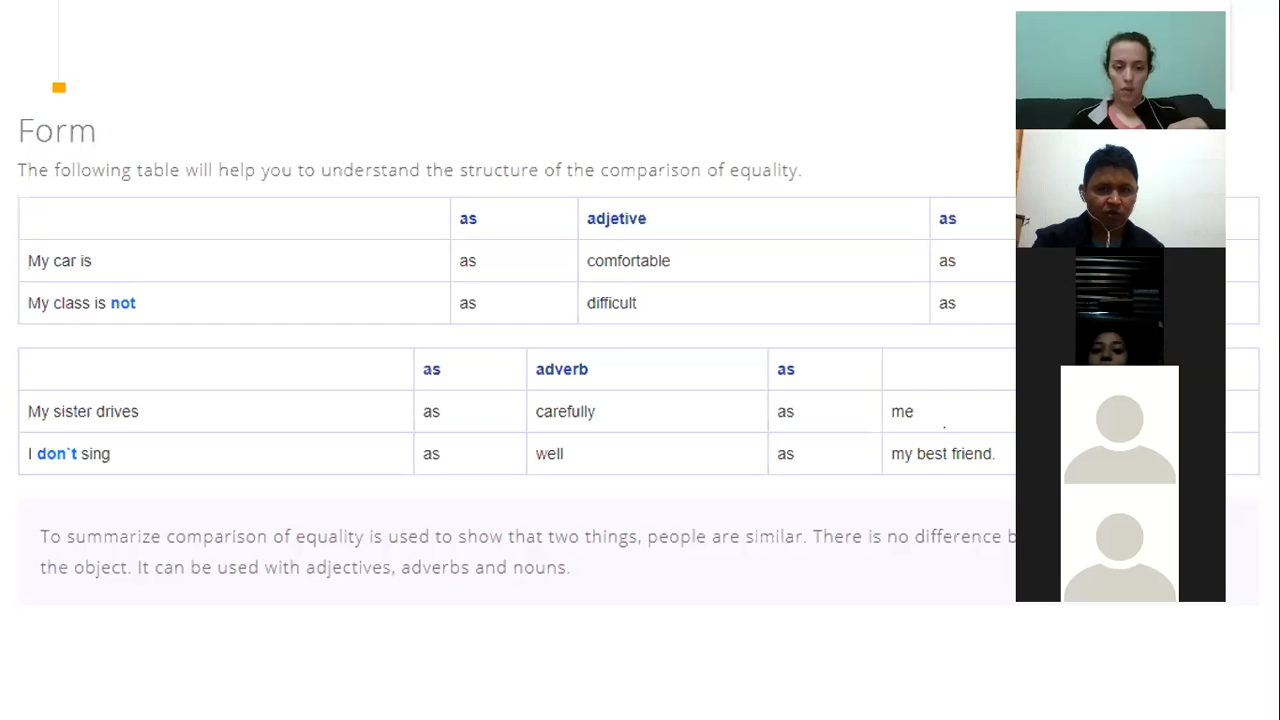 Form
The following table will help you to understand the structure of the comparison of equality.
as adjetive as
My car is as comfortable as
My class is not as difficult as
as adverb as
My sister drives as carefully as me
I don`t sing as well as my best friend.
To summarize comparison of equality is used to show that two things, people are similar. There is no difference
the object. It can be used with adjectives, adverbs and nouns.